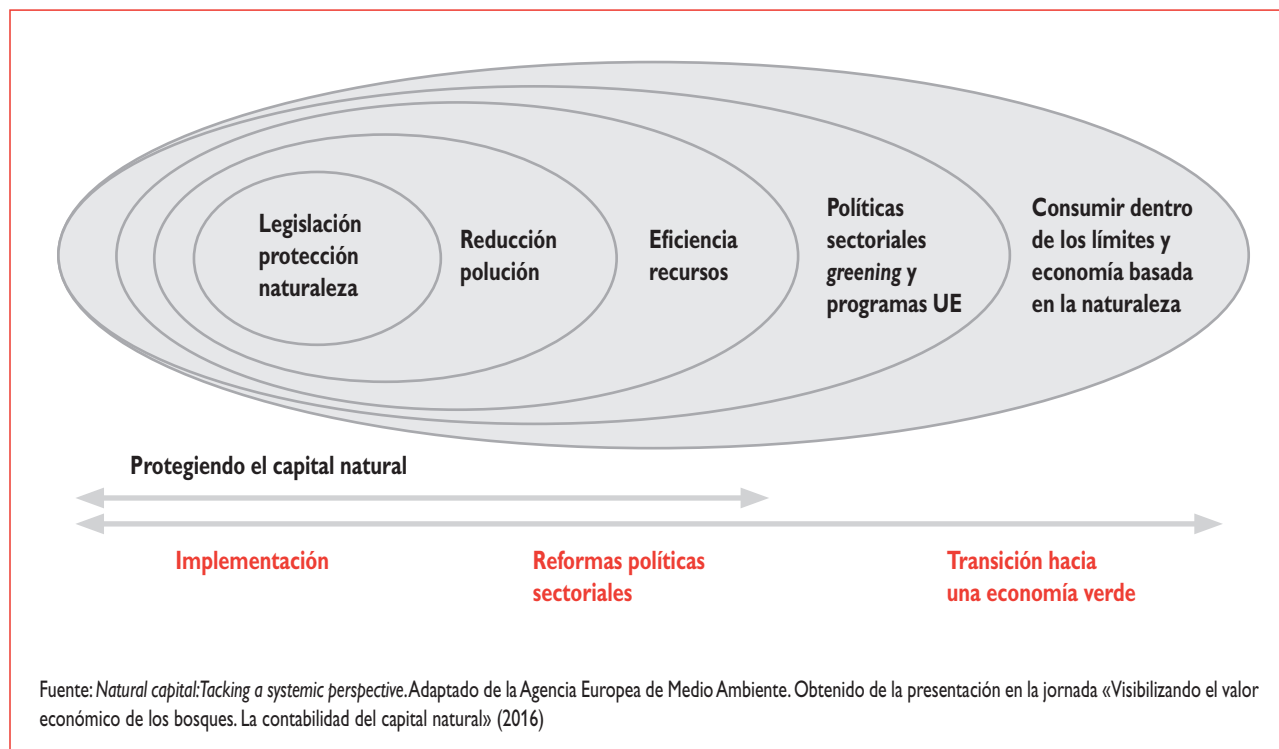 Legislación
protección
naturaleza
Reducción
polución
Eficiencia
recursos
Políticas
sectoriales
greening y
programas UE
Consumir dentro
de los límites y
economía basada
en la naturaleza
Protegiendo el capital natural
Implementación
Reformas políticas
sectoriales
Transición hacia
una economía verde
Fuente: Natural capital:Tacking a systemic perspective.Adaptado de la Agencia Europea de Medio Ambiente. Obtenido de la presentación en la jornada «Visibilizando el valor
económico de los bosques. La contabilidad del capital natural» (2016)